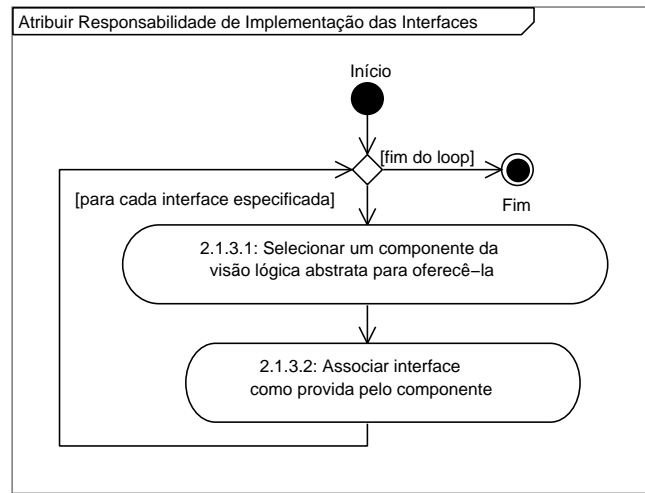 Atribuir Responsabilidade de Implementação das Interfaces
Início
[fim do loop]
Fim
[para cada interface especificada]
2.1.3.1: Selecionar um componente da
visão lógica abstrata para oferecê−la
2.1.3.2: Associar interface
como provida pelo componente